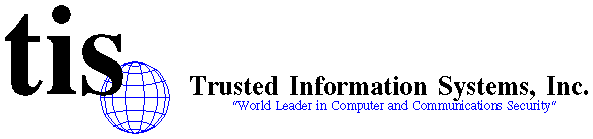 tis
Trusted Information Systems, Inc.
"World Leader in Computer and Communications Security"